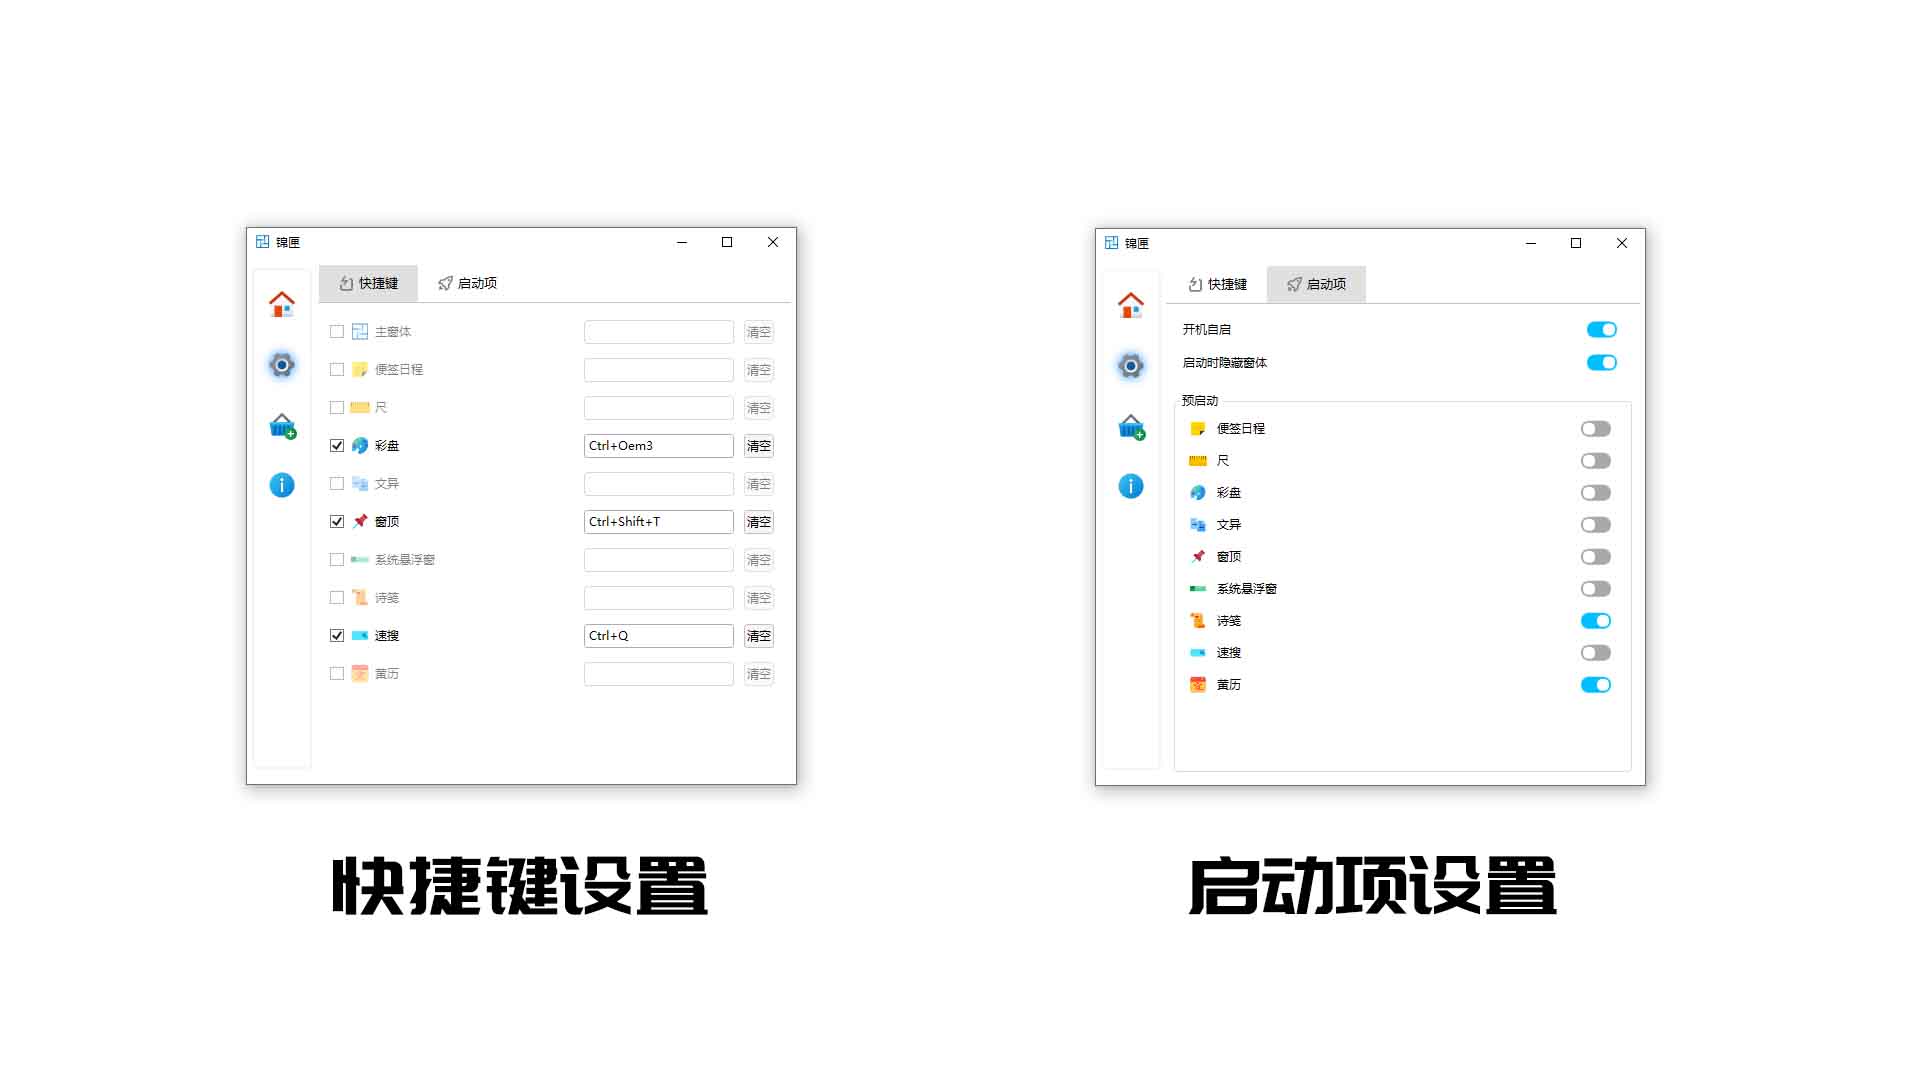 锦匣
快捷键 启动项
主窗体 清空
便签日程 清空
尺 清空
彩盘 Ctrl+Oem3 清空
文异 清空
窗顶 Ctrl+Shift+T 清空
系统悬浮窗 清空
诗笺 清空
速搜 Ctrl+Q 清空
黄历 清空
快捷键设置
锦匣
快捷键 启动项
开机自启
启动时隐藏窗体
预启动
便签日程
尺
彩盘
文异
窗顶
系统悬浮窗
诗笺
速搜
黄历
启动项设置